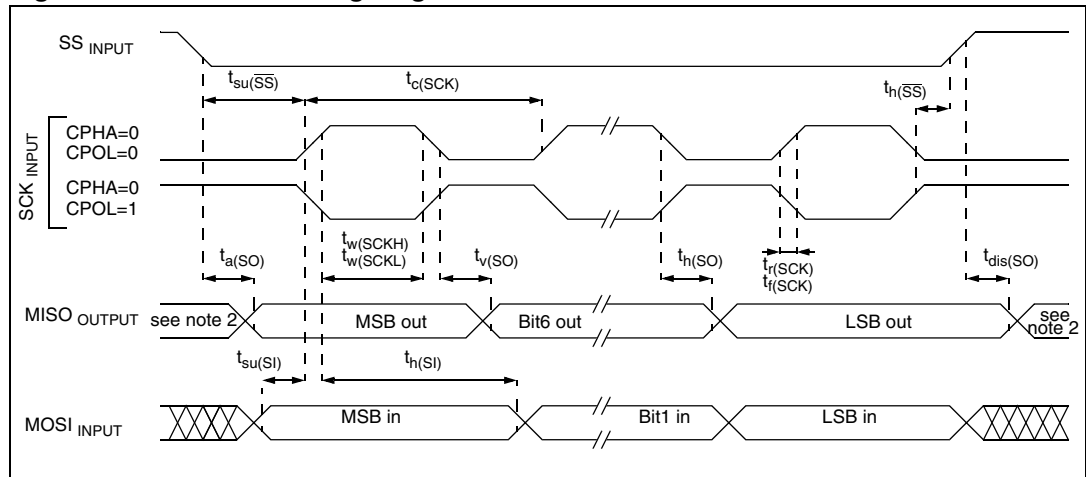 SS INPUT
tsu(S̅S̅)
tc(SCK)
th(S̅S̅)
SCK INPUT
CPHA=0
CPOL=0
CPHA=0
CPOL=1
ta(SO)
tw(SCKH)
tw(SCKL)
tv(SO)
th(SO)
tr(SCK)
tf(SCK)
tdis(SO)
MISO OUTPUT
see note 2
MSB out
Bit6 out
LSB out
see
note 2
tsu(SI)
th(SI)
MOSI INPUT
MSB in
Bit1 in
LSB in